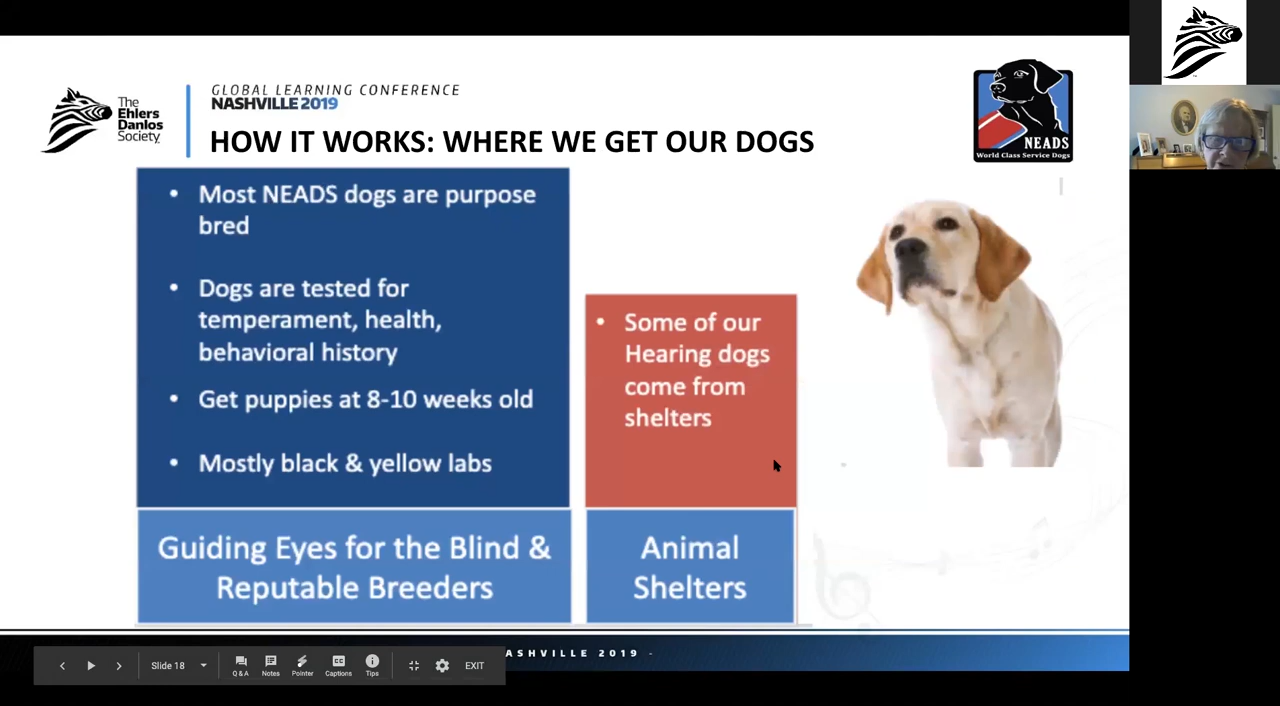 The
Ehlers
Danlos
Society™
GLOBAL LEARNING CONFERENCE
NASHVILLE 2019
HOW IT WORKS: WHERE WE GET OUR DOGS
NEADS
World Class Service Dogs
• Most NEADS dogs are purpose
bred
• Dogs are tested for
temperament, health,
behavioral history
• Get puppies at 8-10 weeks old
• Mostly black & yellow labs
Guiding Eyes for the Blind &
Reputable Breeders
• Some of our
Hearing dogs
come from
shelters
Animal
Shelters
ASHVILLE 2019 -
Slide 18
Q & A
Notes
Pointer
Captions
Tips
EXIT